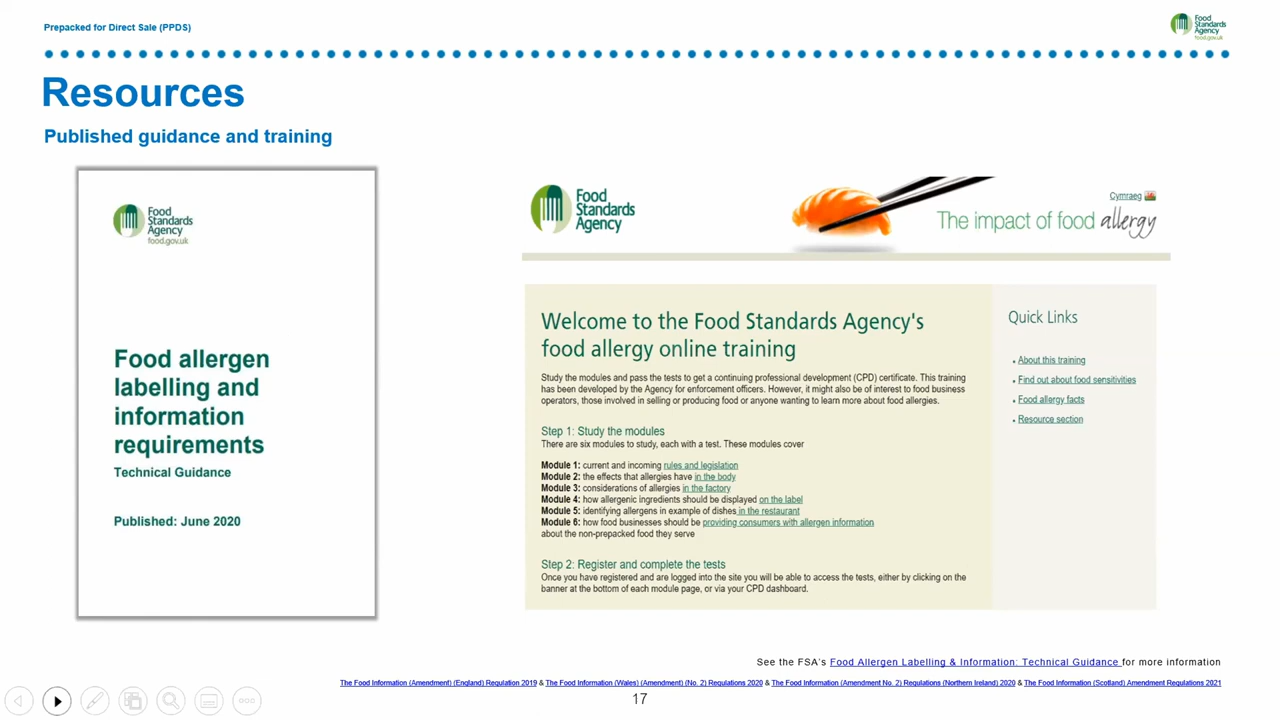 Prepacked for Direct Sale (PPDS)
Food
Standards
Agency
food.gov.uk
Resources
Published guidance and training
Food
Standards
Agency
food.gov.uk
Food allergen
labelling and
information
requirements
Technical Guidance
Published: June 2020
Food
Standards
Agency
Cymraeg
The impact of food allergy
Welcome to the Food Standards Agency's
food allergy online training
Study the modules and pass the tests to get a continuing professional development (CPD) certificate. This training
has been developed by the Agency for enforcement officers. However, it might also be of interest to food business
operators, those involved in selling or producing food or anyone wanting to learn more about food allergies.
Step 1: Study the modules
There are six modules to study, each with a test. These modules cover
Module 1: current and incoming rules and legislation
Module 2: the effects that allergies have in the body
Module 3: considerations of allergies in the factory
Module 4: how allergenic ingredients should be displayed on the label
Module 5: identifying allergens in example of dishes in the restaurant
Module 6: how food businesses should be providing consumers with allergen information
about the non-prepacked food they serve
Step 2: Register and complete the tests
Once you have registered and are logged into the site you will be able to access the tests, either by clicking on the
banner at the bottom of each module page, or via your CPD dashboard.
Quick Links
About this training
Find out about food sensitivities
Food allergy facts
Resource section
See the FSA's Food Allergen Labelling & Information: Technical Guidance for more information
The Food Information (Amendment) (England) Regulation 2019 & The Food Information (Wales) (Amendment) (No. 2) Regulations 2020 & The Food Information (Amendment No. 2) Regulations (Northern Ireland) 2020 & The Food Information (Scotland) Amendment Regulations 2021
17